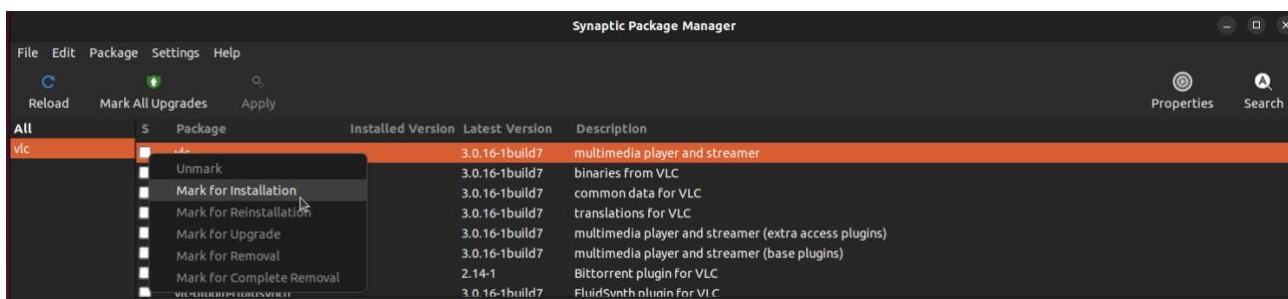 Synaptic Package Manager
File Edit Package Settings Help
Reload Mark All Upgrades Apply Properties Search
All S Package Installed Version Latest Version Description
vlc vlc 3.0.16-1build7 multimedia player and streamer
Unmark 3.0.16-1build7 binaries from VLC
Mark for Installation 3.0.16-1build7 common data for VLC
Mark for Reinstallation 3.0.16-1build7 translations for VLC
Mark for Upgrade 3.0.16-1build7 multimedia player and streamer (extra access plugins)
Mark for Removal 3.0.16-1build7 multimedia player and streamer (base plugins)
Mark for Complete Removal 2.14-1 Bittorrent plugin for VLC
vlc-plugin-fluidsynth 3.0.16-1build7 FluidSynth plugin for VLC